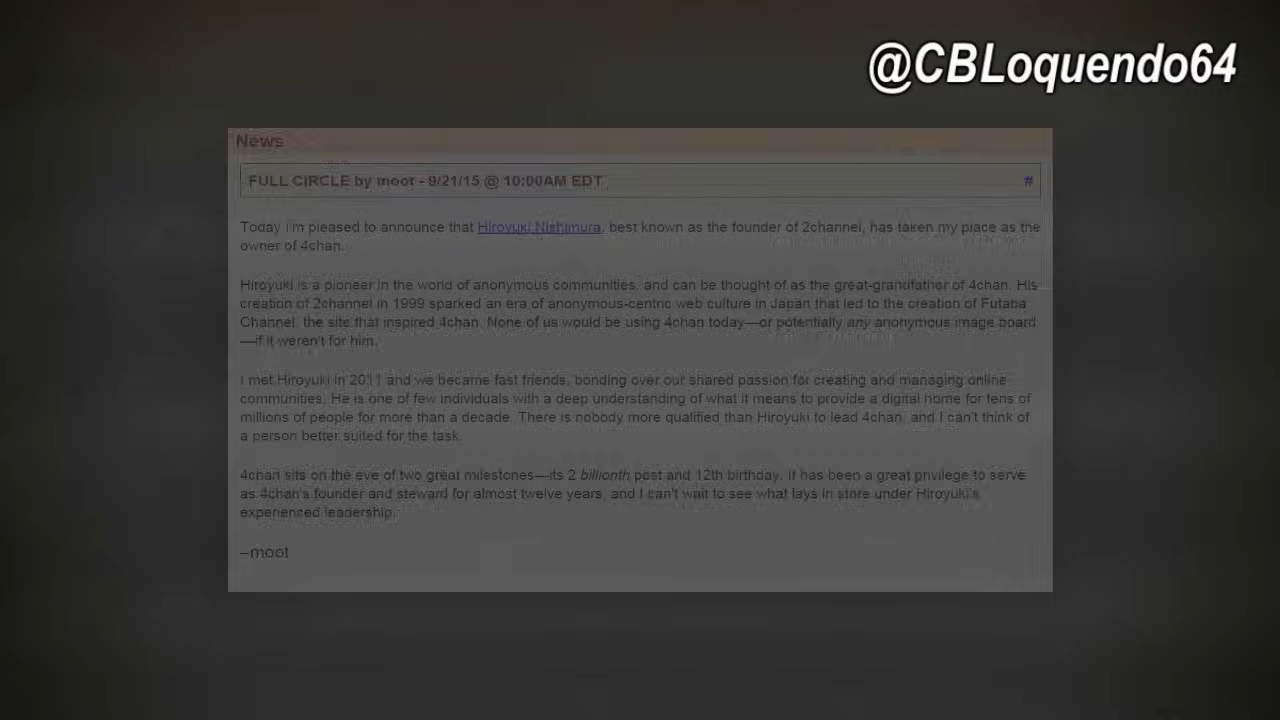 @CBLoquendo64
News
FULL CIRCLE by moot - 9/21/15 @ 10:00AM EDT #
Today I'm pleased to announce that Hiroyuki Nishimura, best known as the founder of 2channel, has taken my place as the
owner of 4chan.
Hiroyuki is a pioneer in the world of anonymous communities, and can be thought of as the great-grandfather of 4chan. His
creation of 2channel in 1999 sparked an era of anonymous-centric web culture in Japan that led to the creation of Futaba
Channel, the site that inspired 4chan. None of us would be using 4chan today—or potentially any anonymous image board
—if it weren't for him.
I met Hiroyuki in 2011 and we became fast friends, bonding over our shared passion for creating and managing online
communities. He is one of few individuals with a deep understanding of what it means to provide a digital home for tens of
millions of people for more than a decade. There is nobody more qualified than Hiroyuki to lead 4chan, and I can't think of
a person better suited for the task.
4chan sits on the eve of two great milestones—its 2 billionth post and 12th birthday. It has been a great privilege to serve
as 4chan's founder and steward for almost twelve years, and I can't wait to see what lays in store under Hiroyuki's
experienced leadership.
–moot